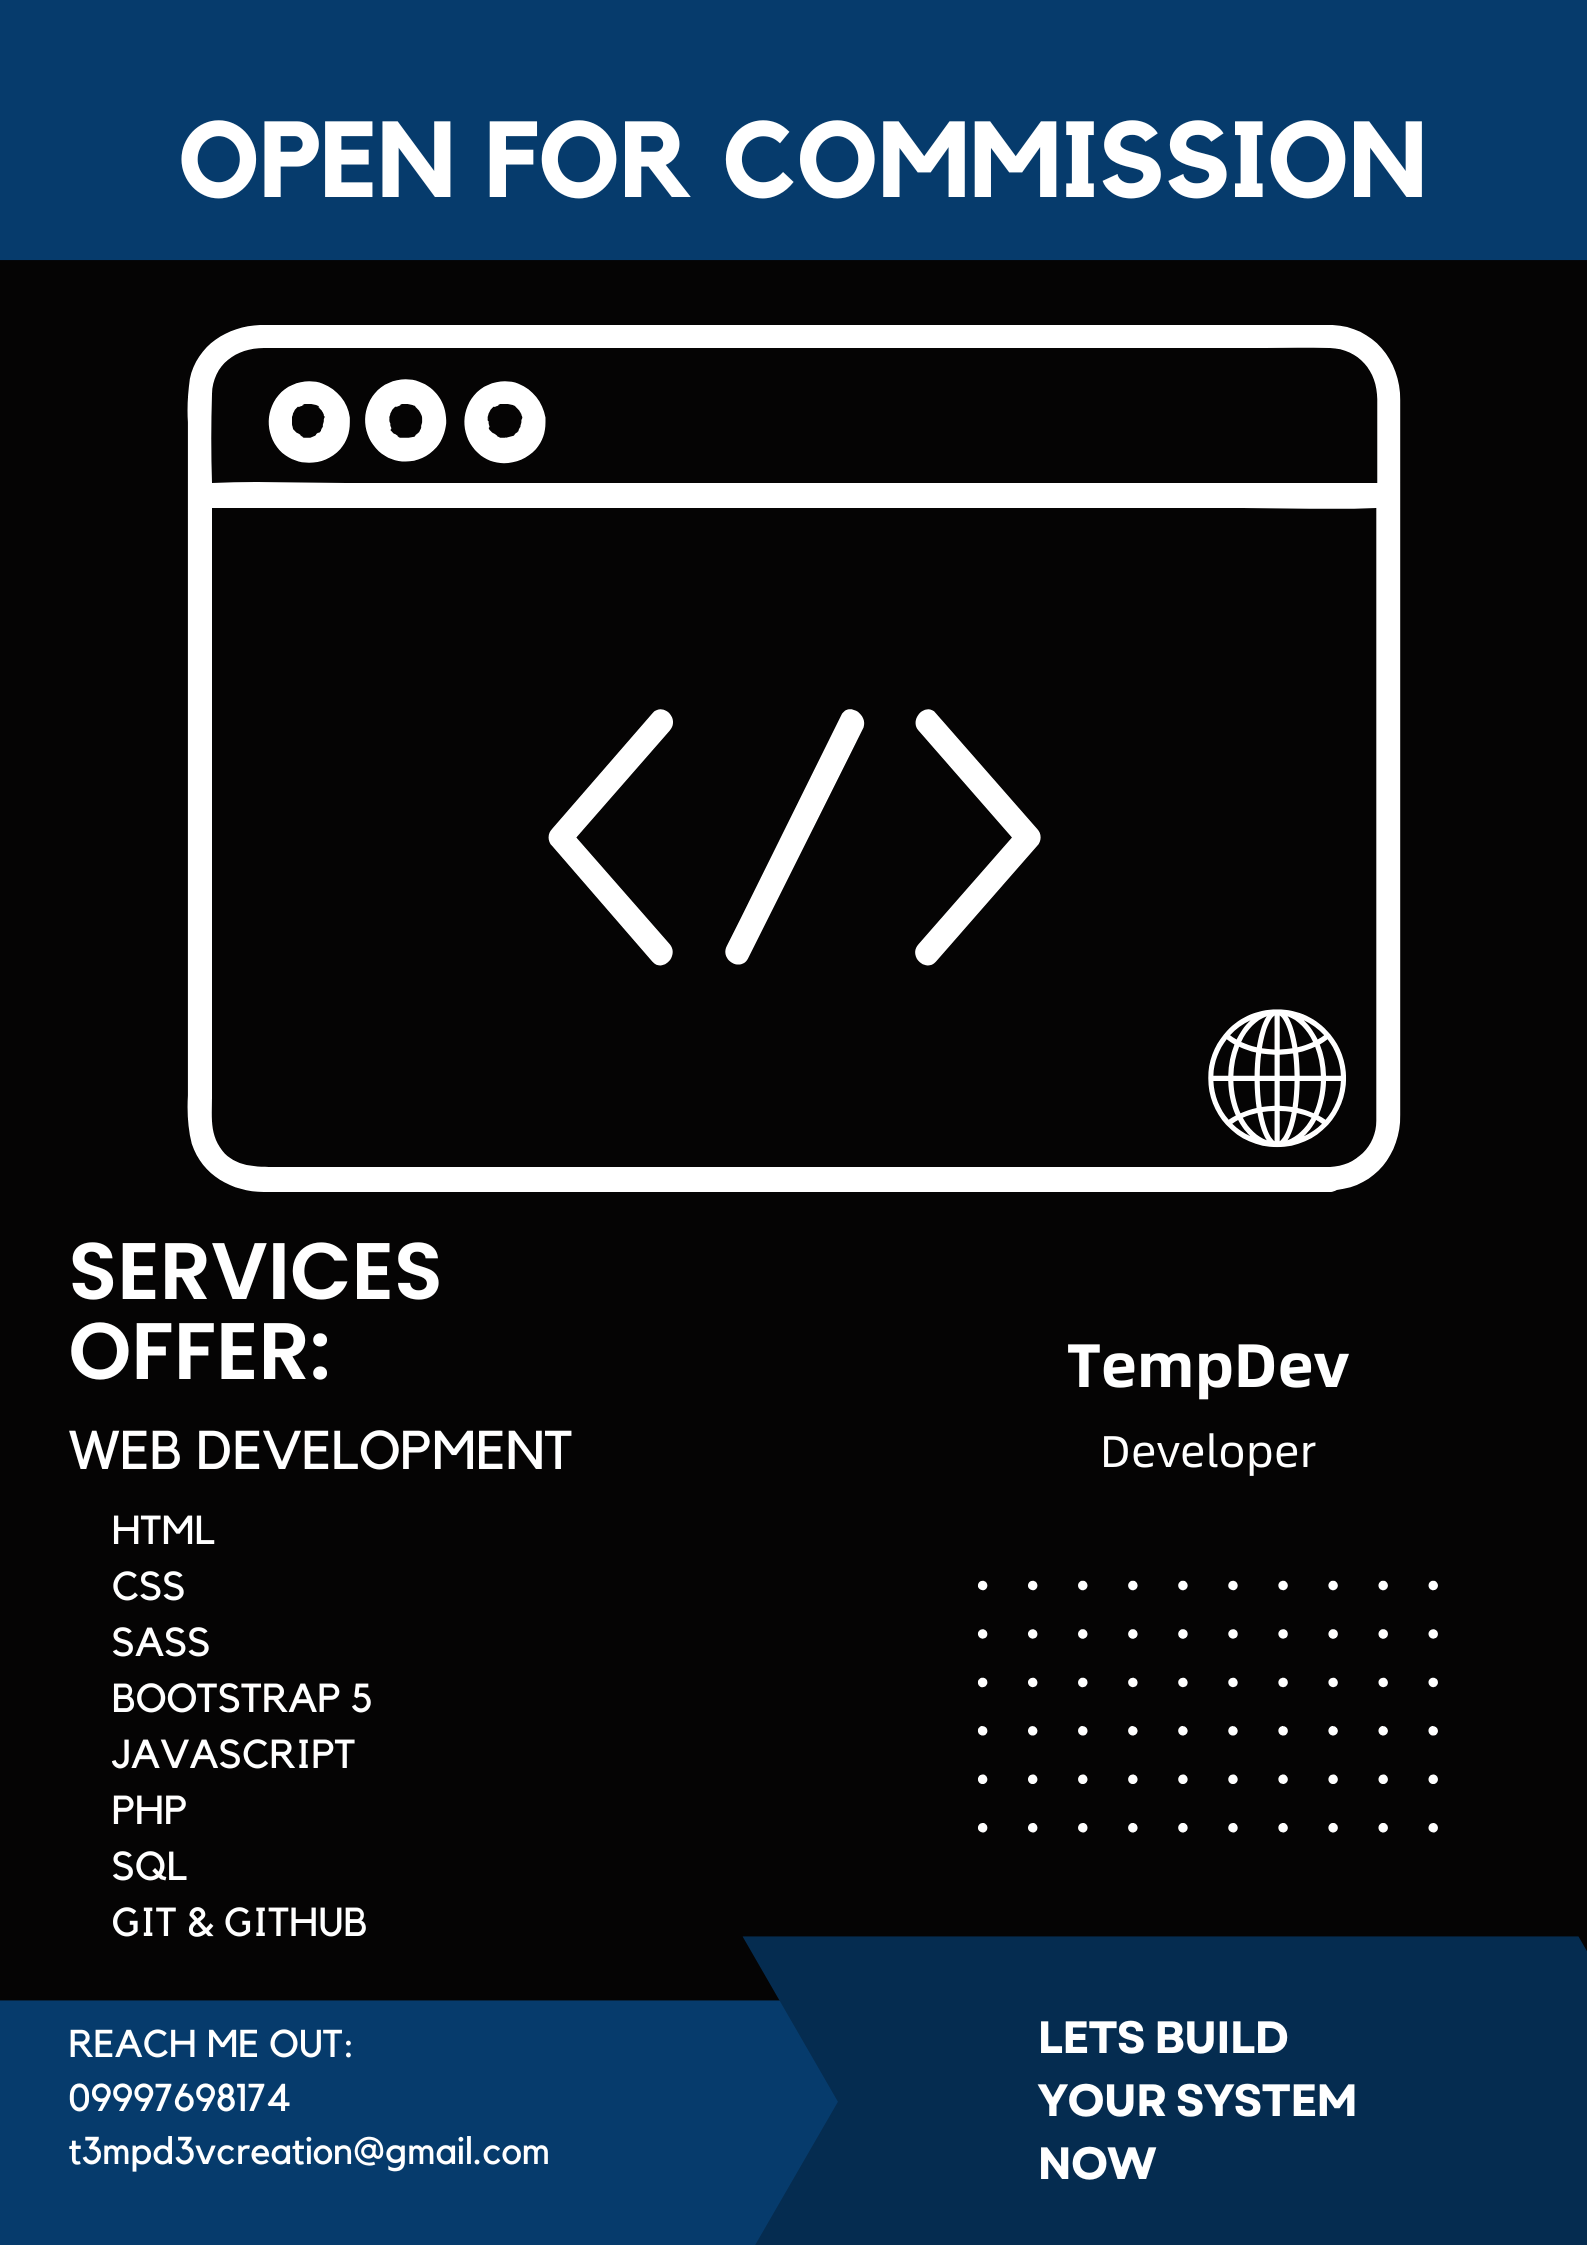 OPEN FOR COMMISSION
</>
SERVICES
OFFER:
WEB DEVELOPMENT
HTML
CSS
SASS
BOOTSTRAP 5
JAVASCRIPT
PHP
SQL
GIT & GITHUB
TempDev
Developer
REACH ME OUT:
09997698174
t3mpd3vcreation@gmail.com
LETS BUILD
YOUR SYSTEM
NOW